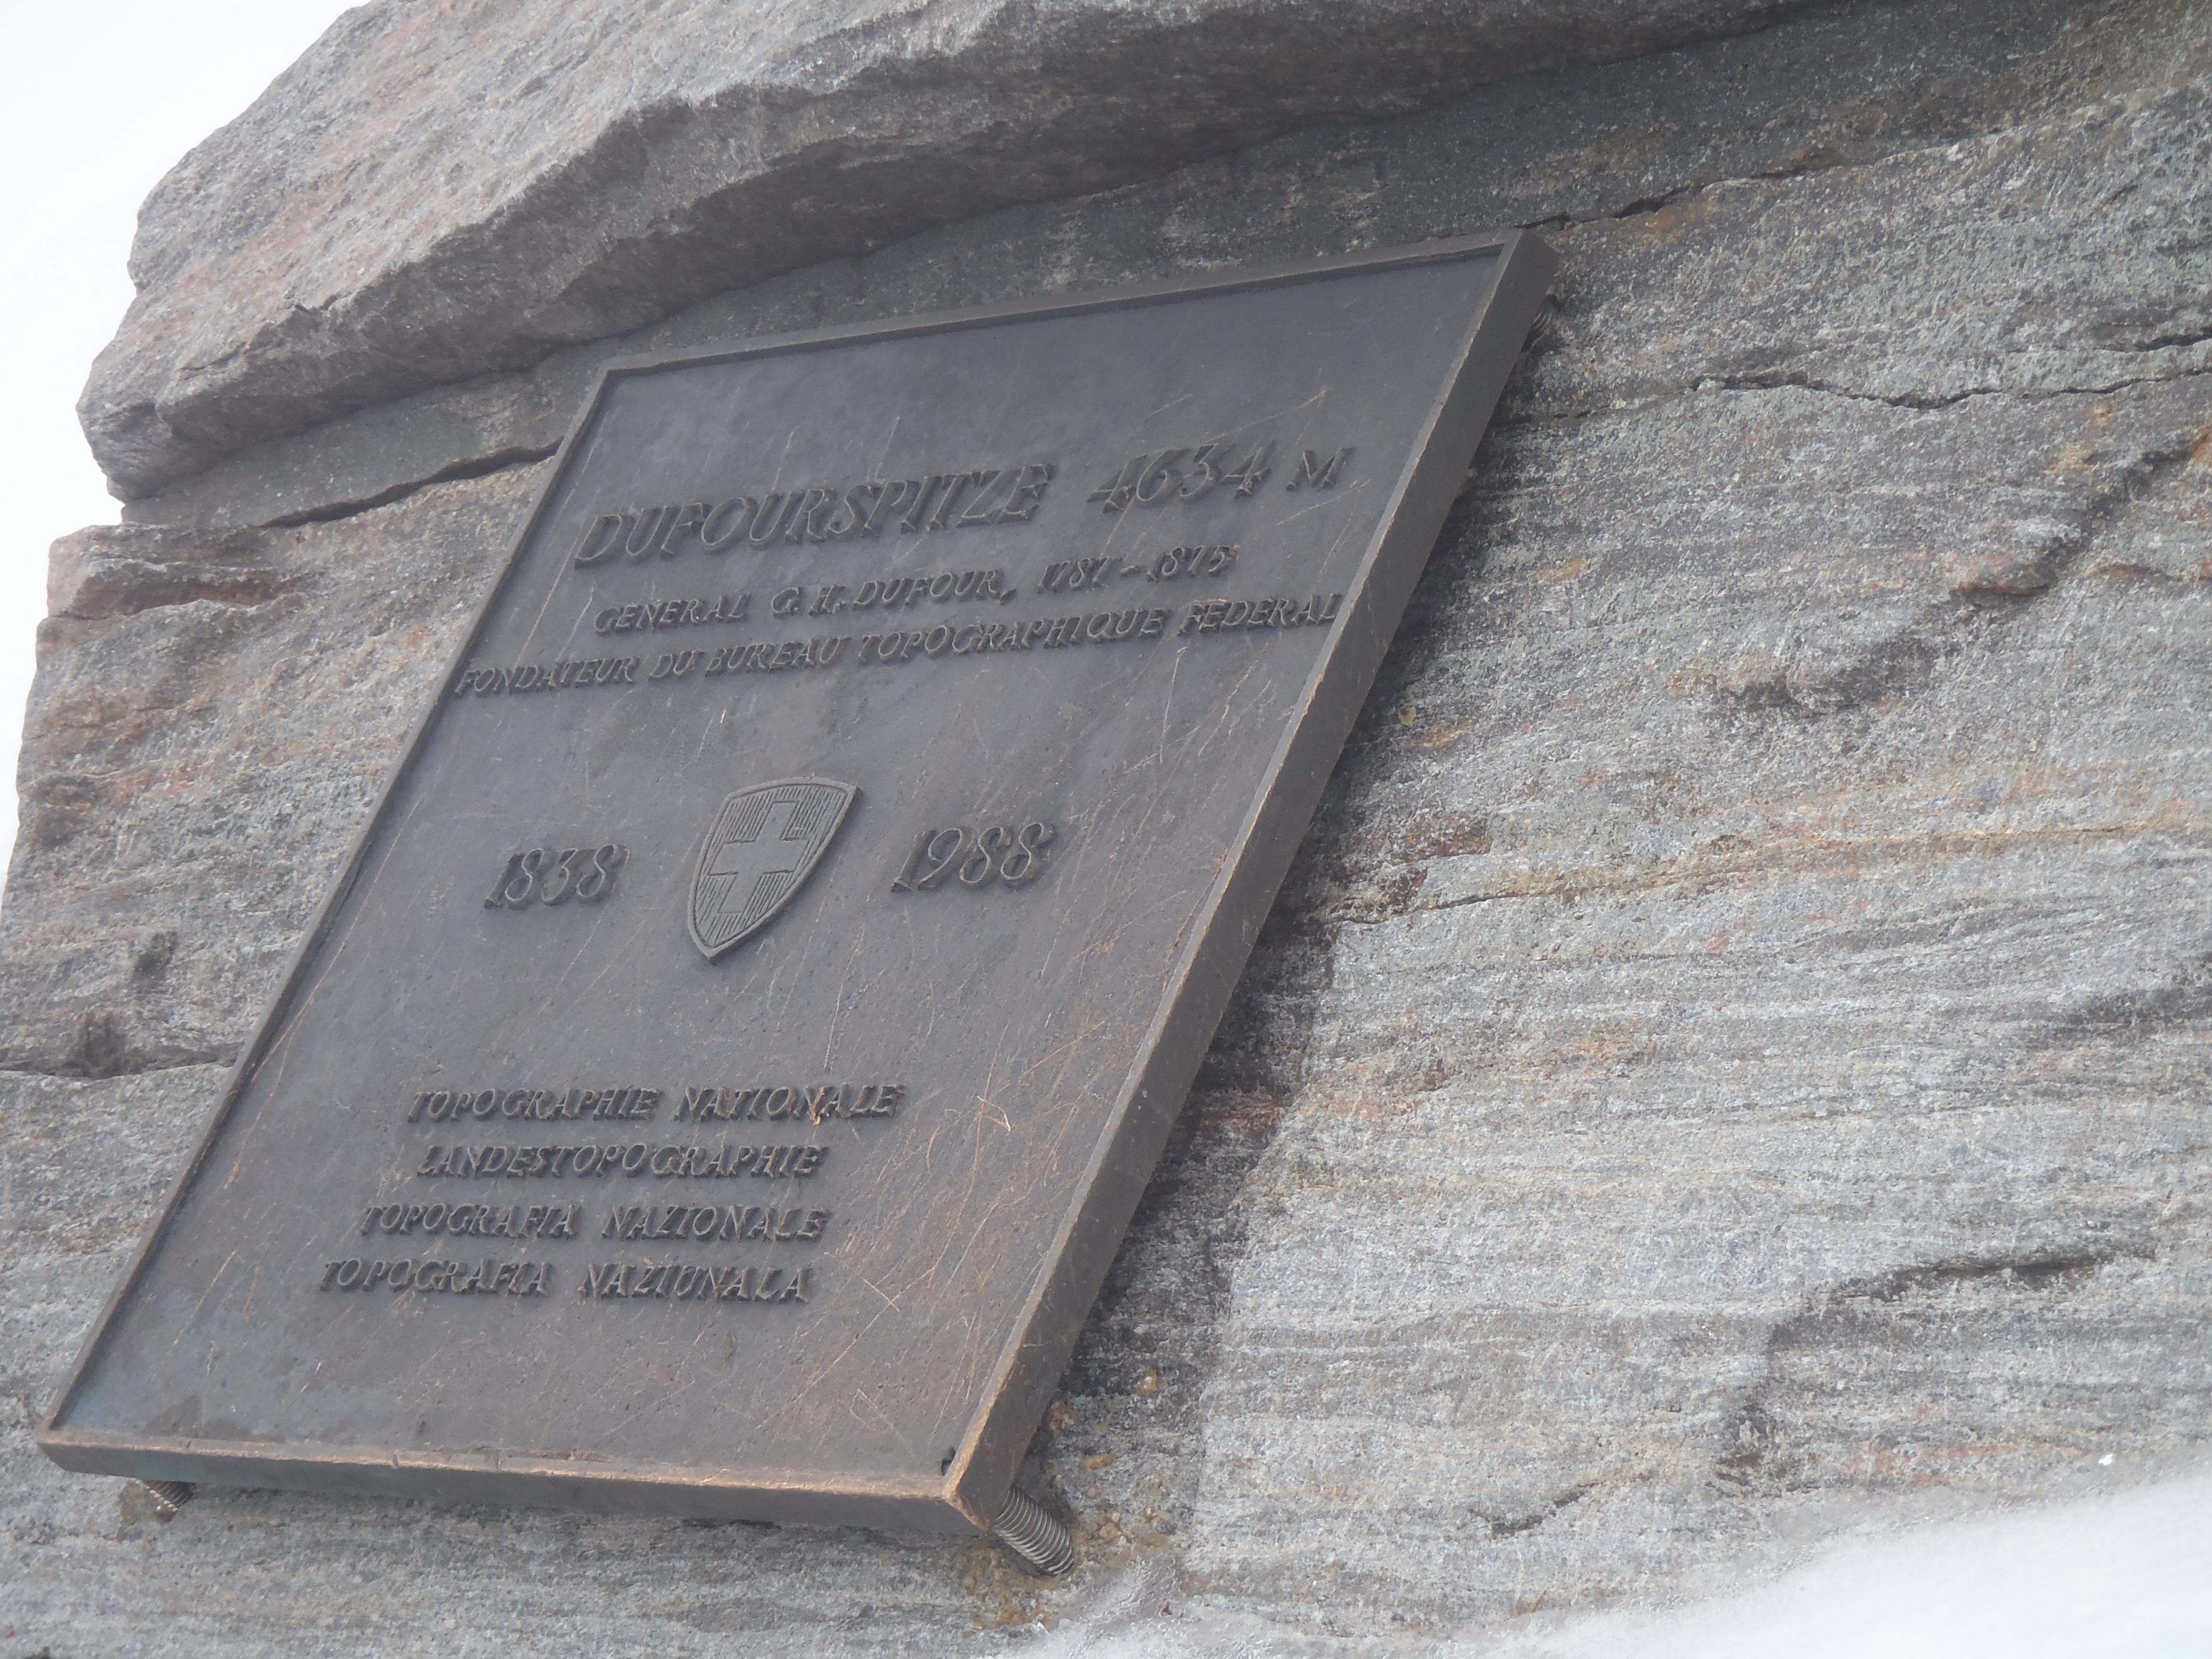 DUFOURSPITZE 4634 M
GENERAL G. H. DUFOUR, 1787-1875
FONDATEUR DU BUREAU TOPOGRAPHIQUE FEDERAL
1838 1988
TOPOGRAPHIE NATIONALE
LANDESTOPOGRAPHIE
TOPOGRAFIA NAZIONALE
TOPOGRAFIA NAZIUNALA